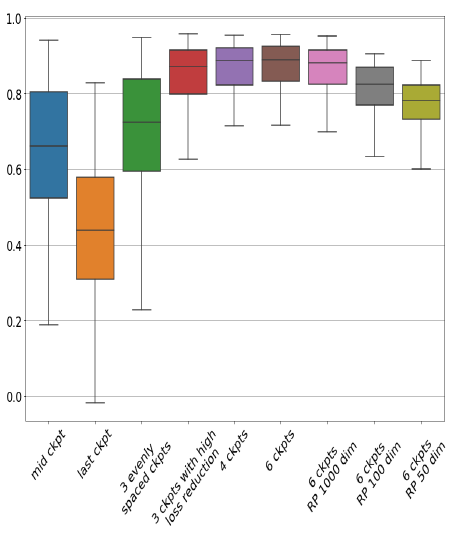 1.0
0.8
0.6
0.4
0.2
0.0
mid ckpt
last ckpt
3 evenly
spaced ckpts
3 ckpts with high
loss reduction
4 ckpts
6 ckpts
6 ckpts
RP 1000 dim
6 ckpts
RP 100 dim
6 ckpts
RP 50 dim